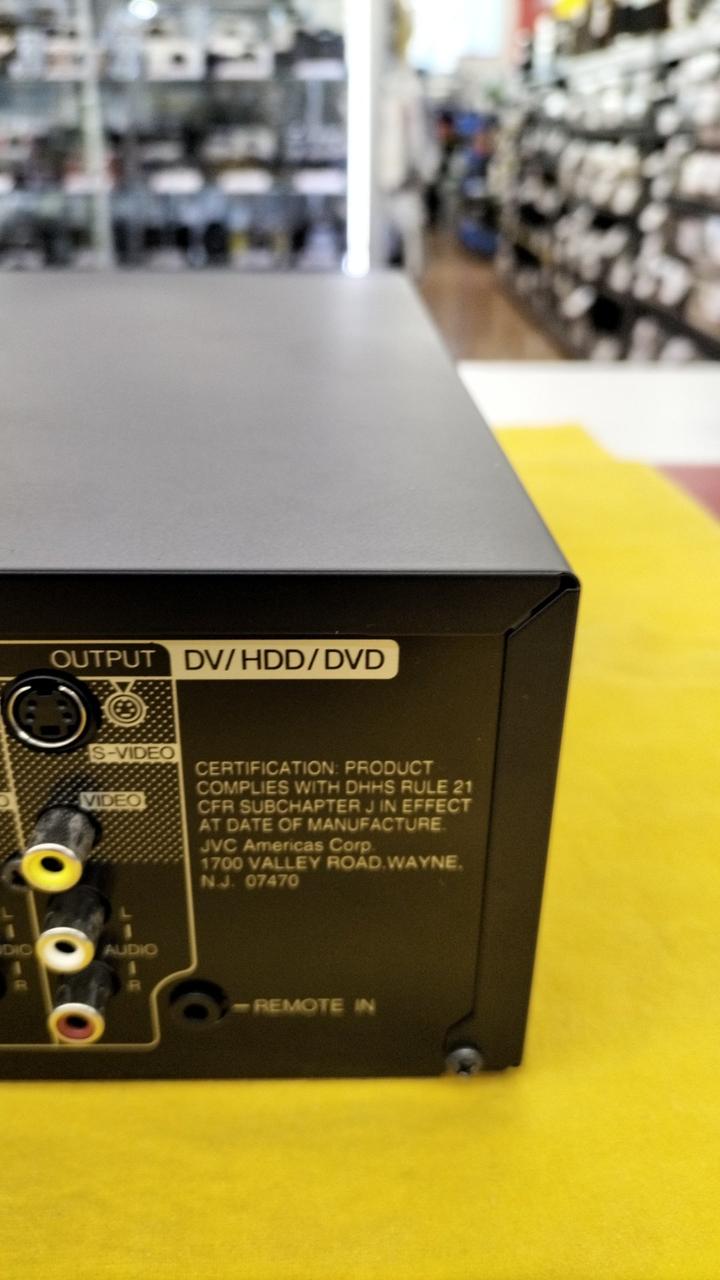 OUTPUT DV/HDD/DVD
S-VIDEO
VIDEO
CERTIFICATION: PRODUCT
COMPLIES WITH DHHS RULE 21
CFR SUBCHAPTER J IN EFFECT
AT DATE OF MANUFACTURE.
JVC Americas Corp.
1700 VALLEY ROAD.WAYNE,
N.J. 07470
L L
AUDIO
R R
REMOTE IN